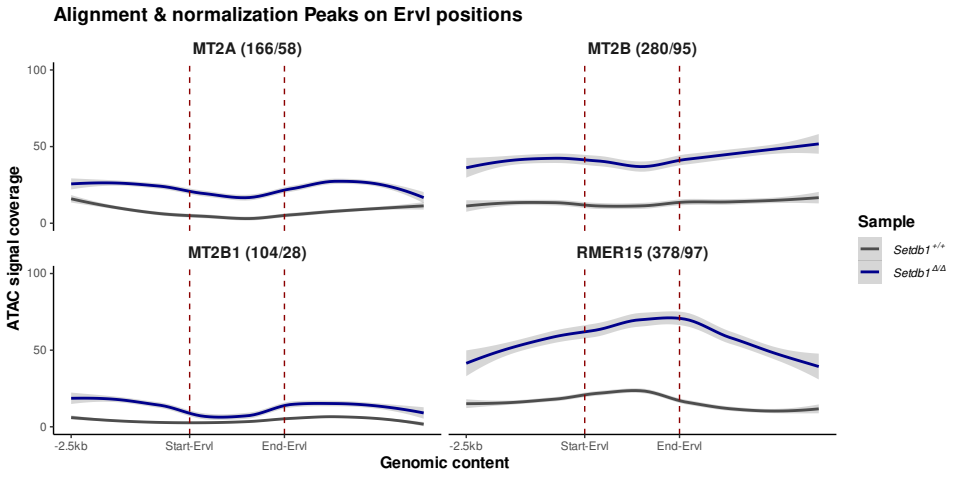 Alignment & normalization Peaks on Ervl positions
MT2A (166/58)
MT2B (280/95)
100
50
0
MT2B1 (104/28)
RMER15 (378/97)
100
50
0
-2.5kb
Start-Ervl
End-Ervl
-2.5kb
Start-Ervl
End-Ervl
ATAC signal coverage
Genomic content
Sample
Setdb1+/+
Setdb1Δ/Δ